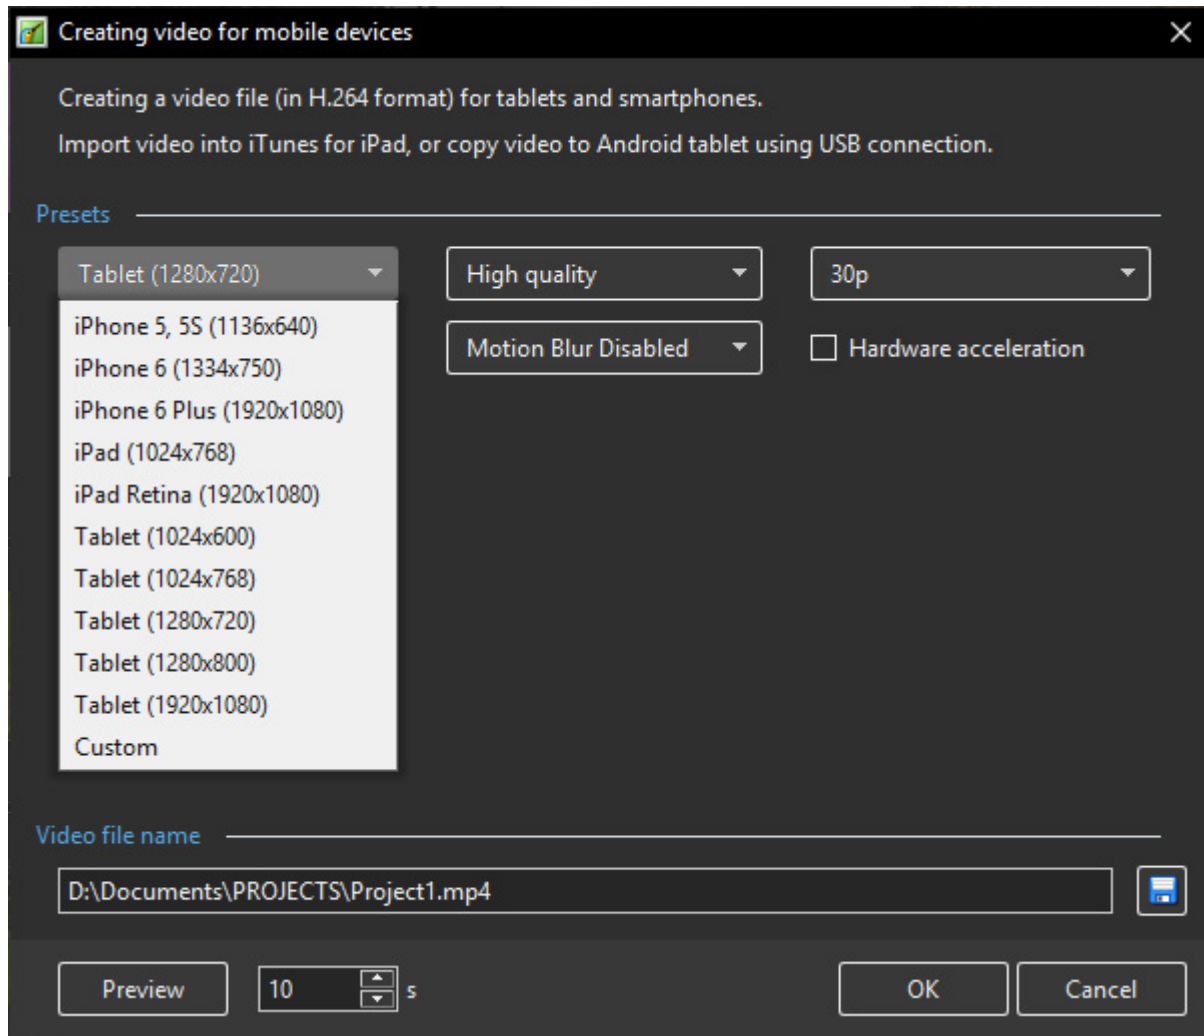 Creating video for mobile devices
Creating a video file (in H.264 format) for tablets and smartphones.
Import video into iTunes for iPad, or copy video to Android tablet using USB connection.
Presets
Tablet (1280x720)
High quality
30p
iPhone 5, 5S (1136x640)
iPhone 6 (1334x750)
iPhone 6 Plus (1920x1080)
iPad (1024x768)
iPad Retina (1920x1080)
Tablet (1024x600)
Tablet (1024x768)
Tablet (1280x720)
Tablet (1280x800)
Tablet (1920x1080)
Custom
Motion Blur Disabled
Hardware acceleration
Video file name
D:\Documents\PROJECTS\Project1.mp4
Preview
10
s
OK
Cancel